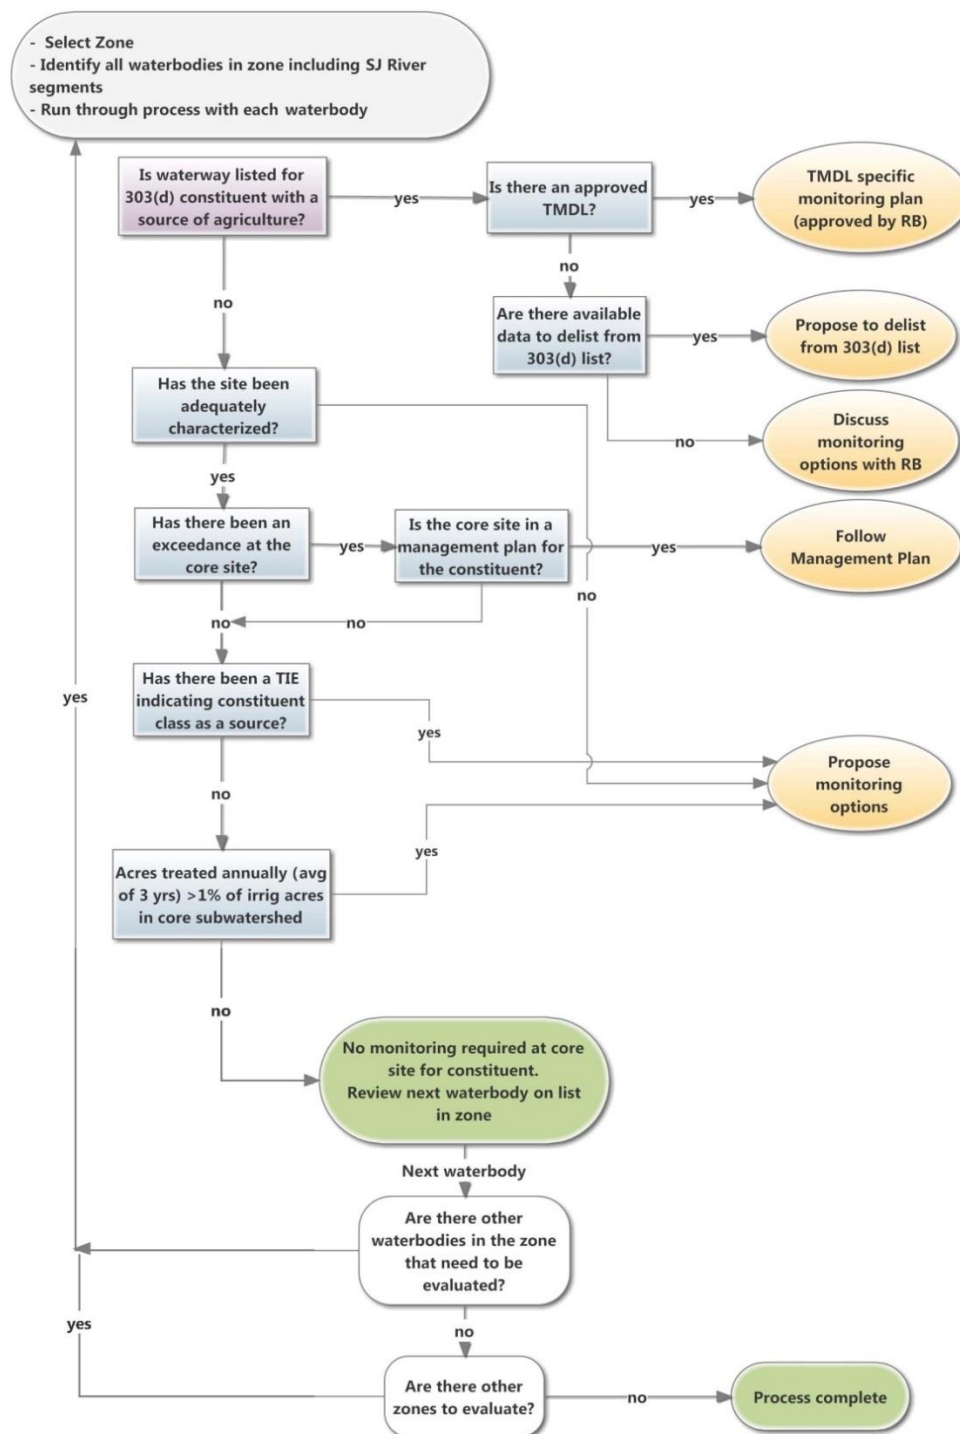 - Select Zone
- Identify all waterbodies in zone including SJ River
segments
- Run through process with each waterbody
Is waterway listed for
303(d) constituent with a
source of agriculture?
yes
Is there an approved
TMDL?
yes
TMDL specific
monitoring plan
(approved by RB)
no
no
Are there available
data to delist from
303(d) list?
yes
Propose to delist
from 303(d) list
Has the site been
adequately
characterized?
no
Discuss
monitoring
options with RB
yes
Has there been an
exceedance at the
core site?
yes
Is the core site in a
management plan for
the constituent?
yes
Follow
Management Plan
no
no
no
Has there been a TIE
indicating constituent
class as a source?
yes
yes
Propose
monitoring
options
no
Acres treated annually (avg
of 3 yrs) >1% of irrig acres
in core subwatershed
yes
no
No monitoring required at core
site for constituent.
Review next waterbody on list
in zone
Next waterbody
Are there other
waterbodies in the zone
that need to be
evaluated?
yes
no
Are there other
zones to evaluate?
no
Process complete